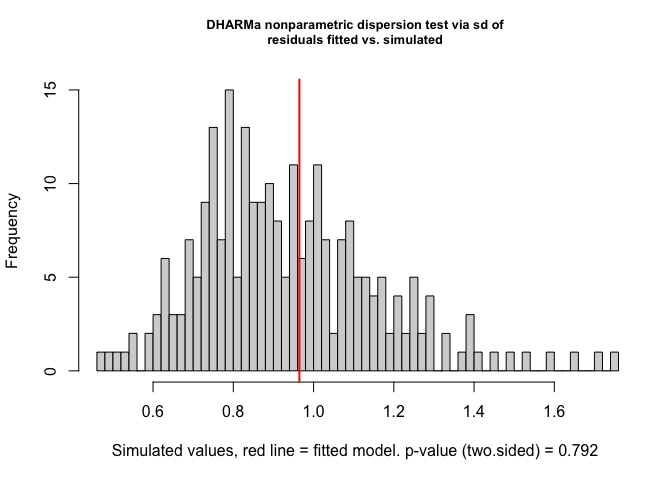 DHARMa nonparametric dispersion test via sd of
residuals fitted vs. simulated
Frequency
15
10
5
0
0.6 0.8 1.0 1.2 1.4 1.6
Simulated values, red line = fitted model. p-value (two.sided) = 0.792